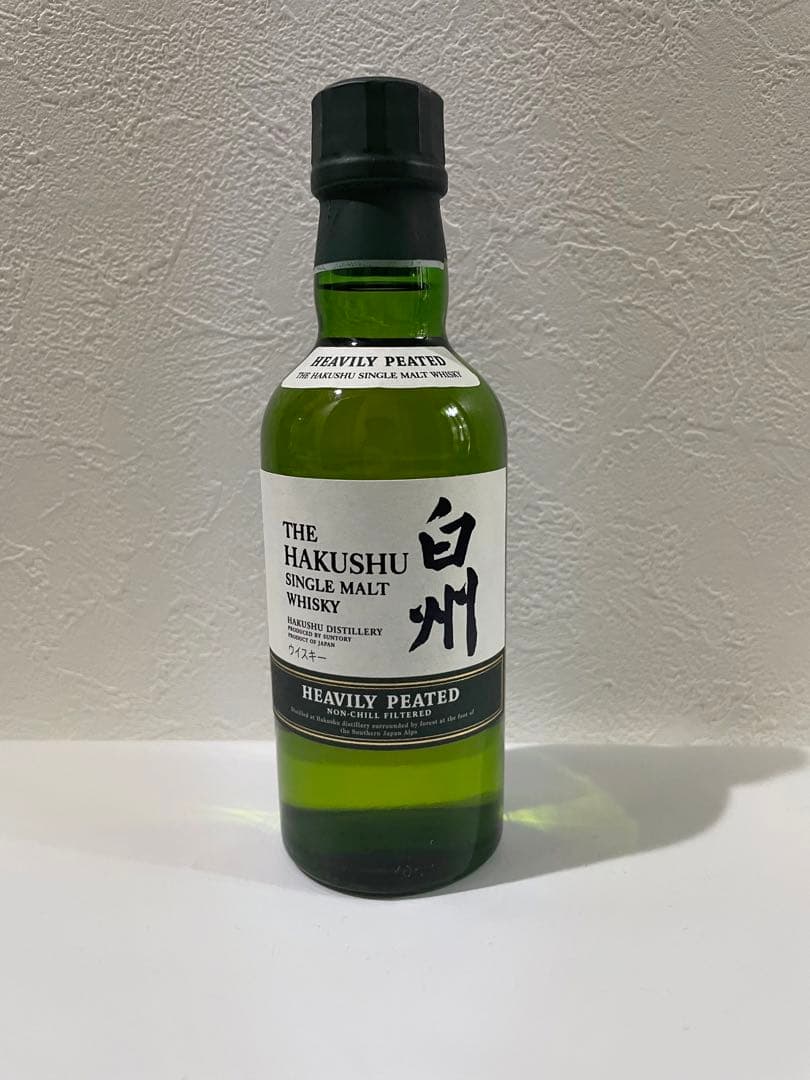 HEAVILY PEATED
THE HAKUSHU SINGLE MALT WHISKY
THE
HAKUSHU
SINGLE MALT
WHISKY
白州
HAKUSHU DISTILLERY
PRODUCED BY SUNTORY
PRODUCT OF JAPAN
ウイスキー
HEAVILY PEATED
NON-CHILL FILTERED
Distilled at Hakushu distillery surrounded by forest at the foot of
the Southern Japan Alps